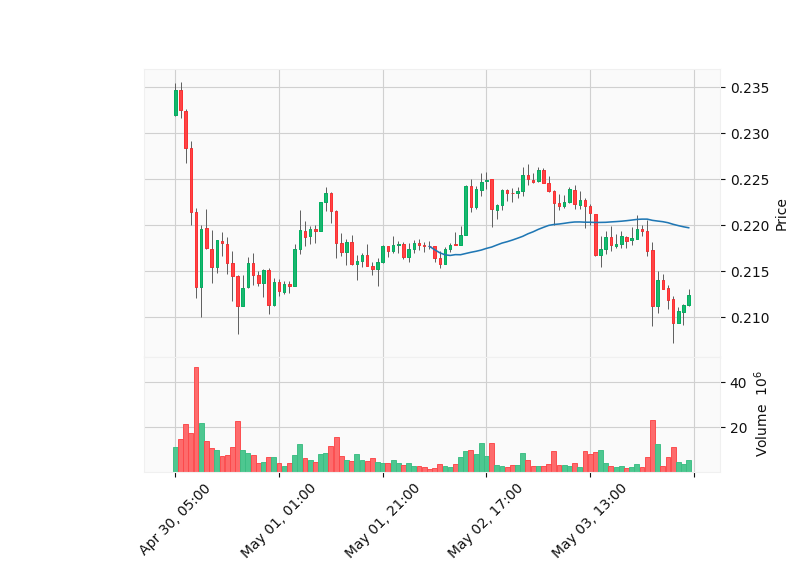 0.235
0.230
0.225
0.220
0.215
0.210
Price
40
20
Volume 10^6
Apr 30, 05:00
May 01, 01:00
May 01, 21:00
May 02, 17:00
May 03, 13:00